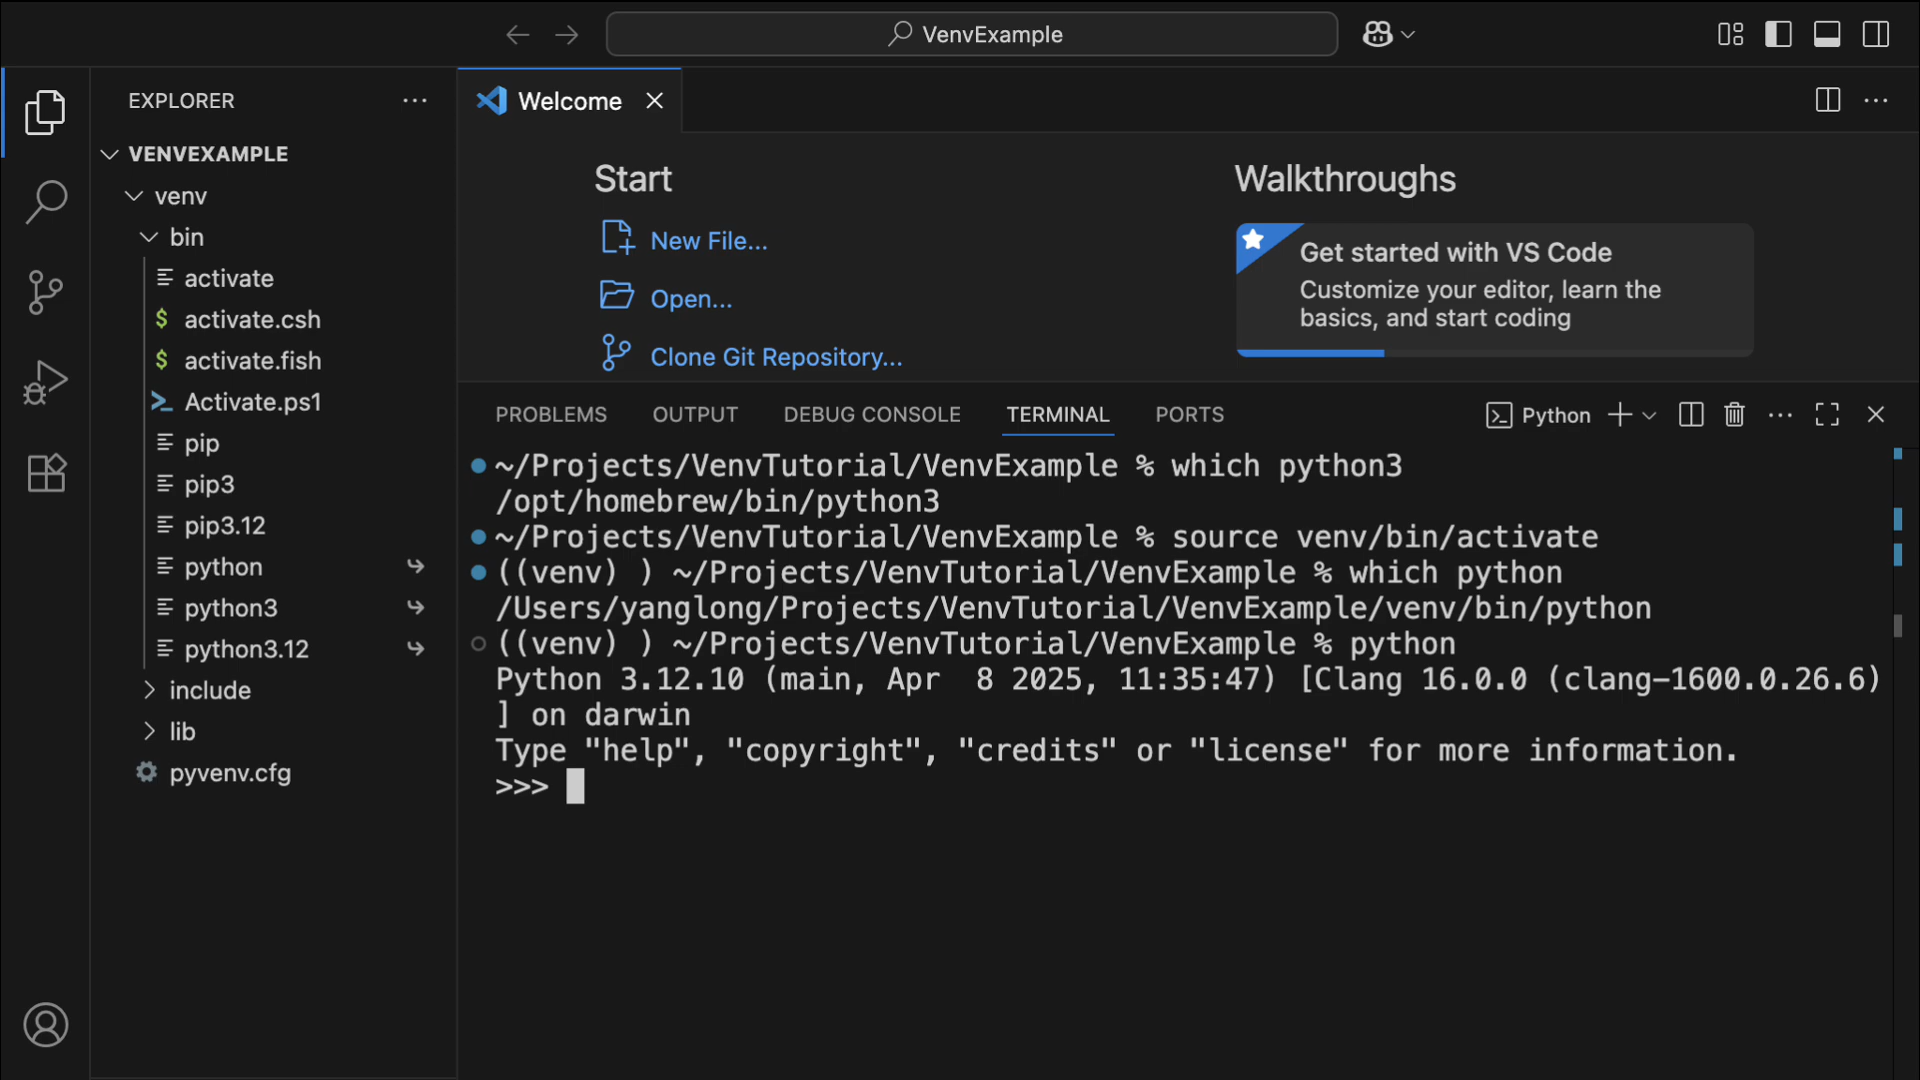 VenvExample
EXPLORER
VENVEXAMPLE
venv
bin
activate
activate.csh
activate.fish
Activate.ps1
pip
pip3
pip3.12
python
python3
python3.12
include
lib
pyvenv.cfg
Welcome
Start
New File...
Open...
Clone Git Repository...
Walkthroughs
Get started with VS Code
Customize your editor, learn the
basics, and start coding
PROBLEMS OUTPUT DEBUG CONSOLE TERMINAL PORTS
Python
~/Projects/VenvTutorial/VenvExample % which python3
/opt/homebrew/bin/python3
~/Projects/VenvTutorial/VenvExample % source venv/bin/activate
((venv) ) ~/Projects/VenvTutorial/VenvExample % which python
/Users/yanglong/Projects/VenvTutorial/VenvExample/venv/bin/python
((venv) ) ~/Projects/VenvTutorial/VenvExample % python
Python 3.12.10 (main, Apr  8 2025, 11:35:47) [Clang 16.0.0 (clang-1600.0.26.6)
] on darwin
Type "help", "copyright", "credits" or "license" for more information.
>>>